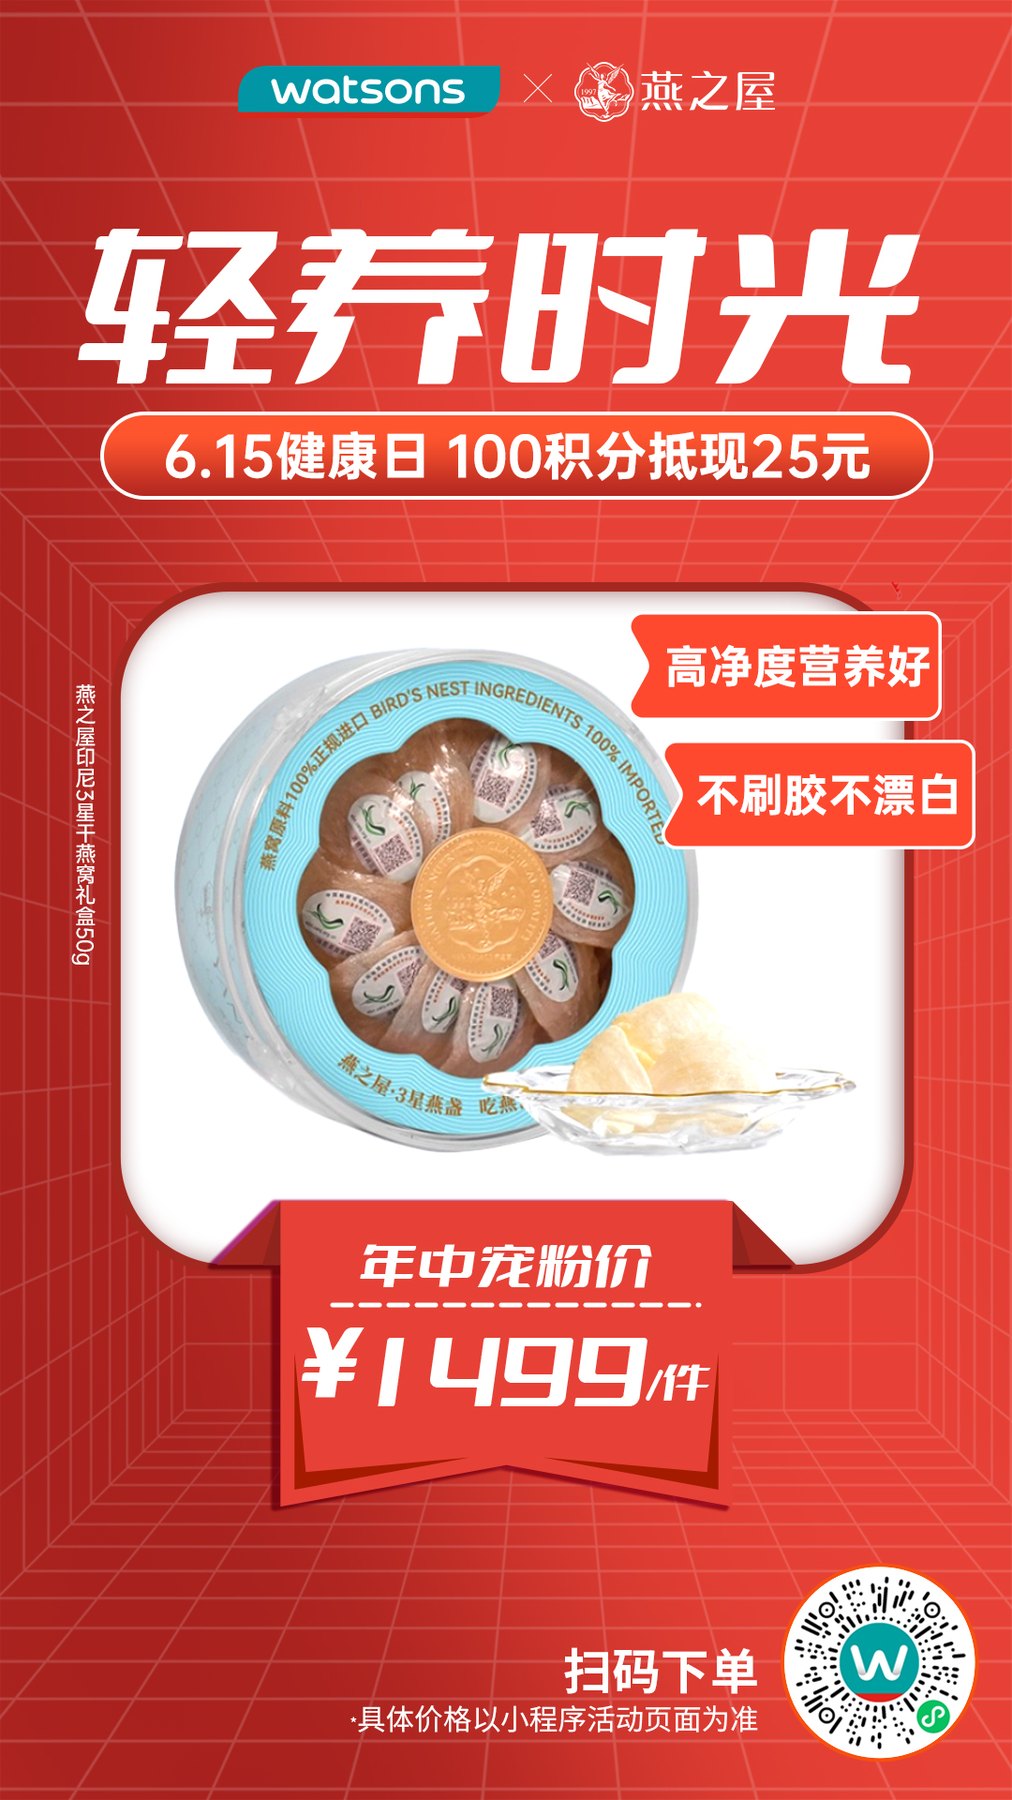 watsons × 1997 燕之屋
轻养时光
6.15健康日 100积分抵现25元
高净度营养好
不刷胶不漂白
燕之屋印尼3星干燕窝礼盒50g
燕窝原料100%正规进口 BIRD'S NEST INGREDIENTS 100% IMPORTED
燕之屋·3星燕盏 吃燕
年中宠粉价
¥1499/件
扫码下单
*具体价格以小程序活动页面为准